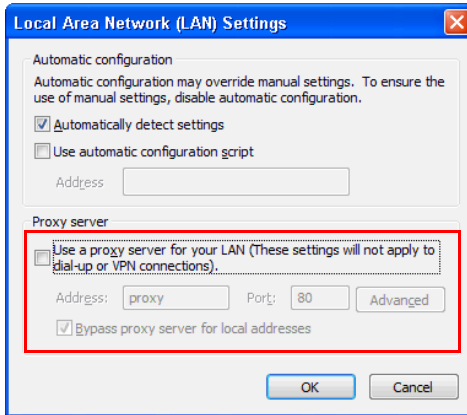 Local Area Network (LAN) Settings
Automatic configuration
Automatic configuration may override manual settings. To ensure the
use of manual settings, disable automatic configuration.
Automatically detect settings
Use automatic configuration script
Address
Proxy server
Use a proxy server for your LAN (These settings will not apply to
dial-up or VPN connections).
Address: proxy Port: 80 Advanced
Bypass proxy server for local addresses
OK Cancel